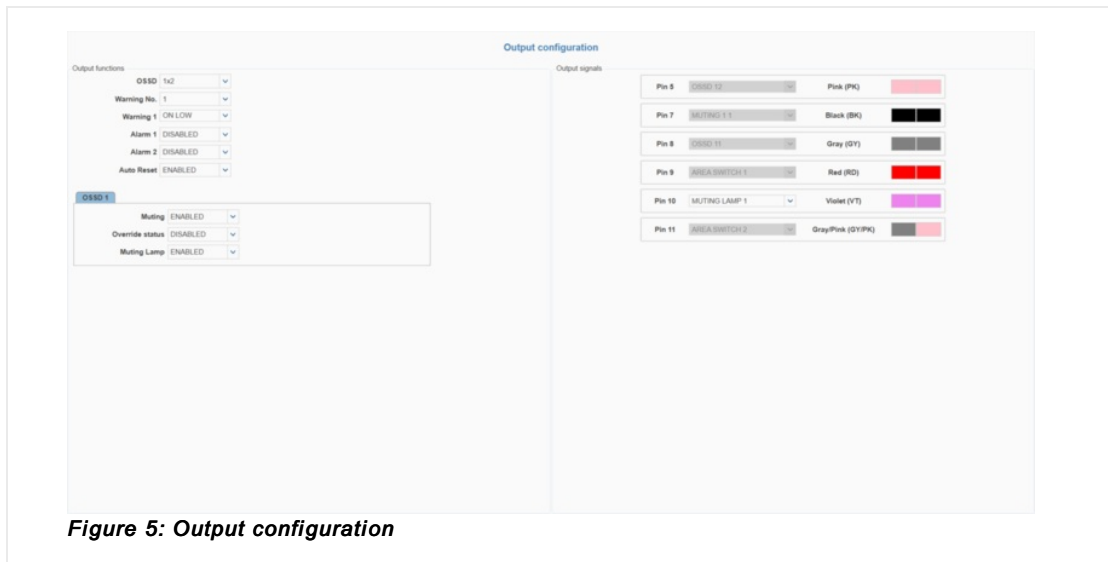 Output configuration
Output functions
OSSD 1x2
Warning No. 1
Warning 1 ON LOW
Alarm 1 DISABLED
Alarm 2 DISABLED
Auto Reset ENABLED
OSSD 1
Muting ENABLED
Override status DISABLED
Muting Lamp ENABLED
Output signals
Pin 5 OSSD 12 Pink (PK)
Pin 7 MUTING 1 1 Black (BK)
Pin 8 OSSD 11 Gray (GY)
Pin 9 AREA SWITCH 1 Red (RD)
Pin 10 MUTING LAMP 1 Violet (VT)
Pin 11 AREA SWITCH 2 Gray/Pink (GY/PK)
Figure 5: Output configuration